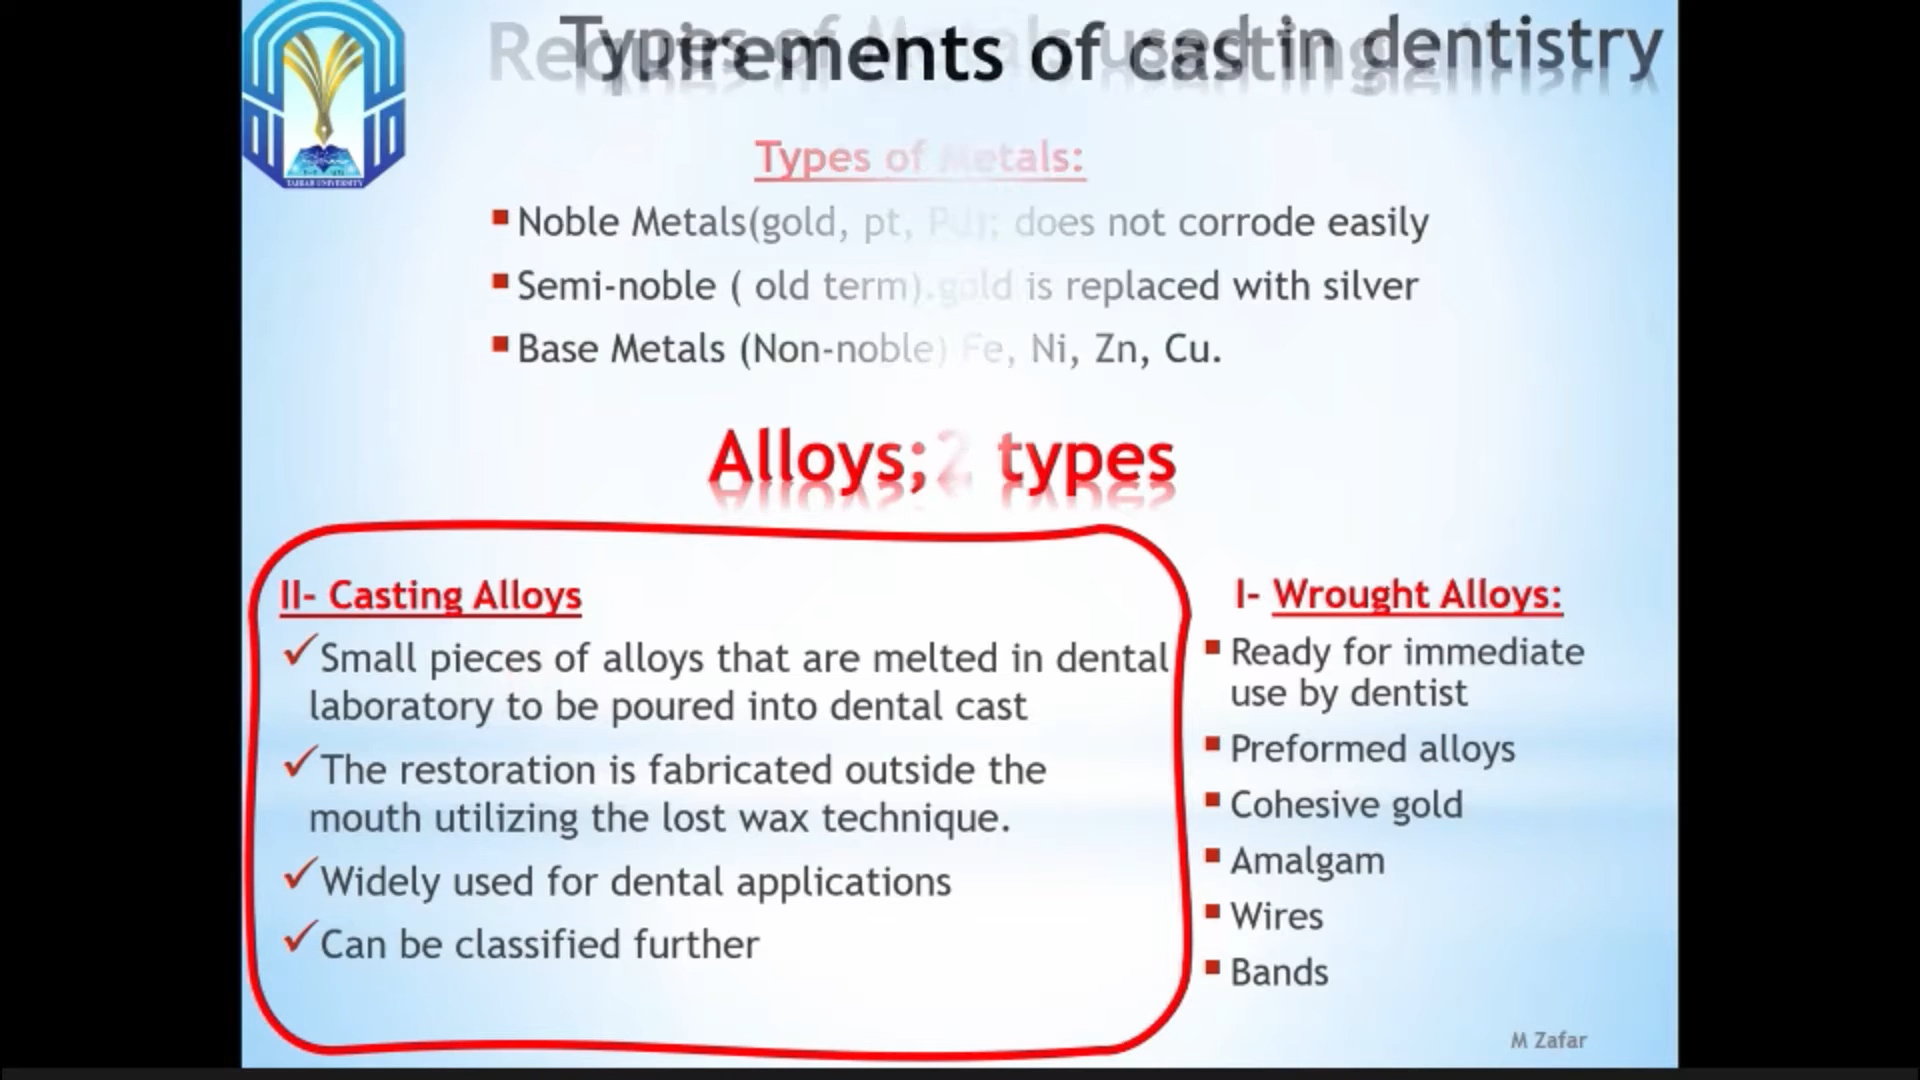 Types of Metals used in dentistry
Requirements of casting
TAIBAH UNIVERSITY
Types of Metals:
Noble Metals(gold, pt, Pd); does not corrode easily
Semi-noble ( old term).gold is replaced with silver
Base Metals (Non-noble) Fe, Ni, Zn, Cu.
Alloys;2 types
II- Casting Alloys
Small pieces of alloys that are melted in dental
laboratory to be poured into dental cast
The restoration is fabricated outside the
mouth utilizing the lost wax technique.
Widely used for dental applications
Can be classified further
I- Wrought Alloys:
Ready for immediate
use by dentist
Preformed alloys
Cohesive gold
Amalgam
Wires
Bands
M Zafar